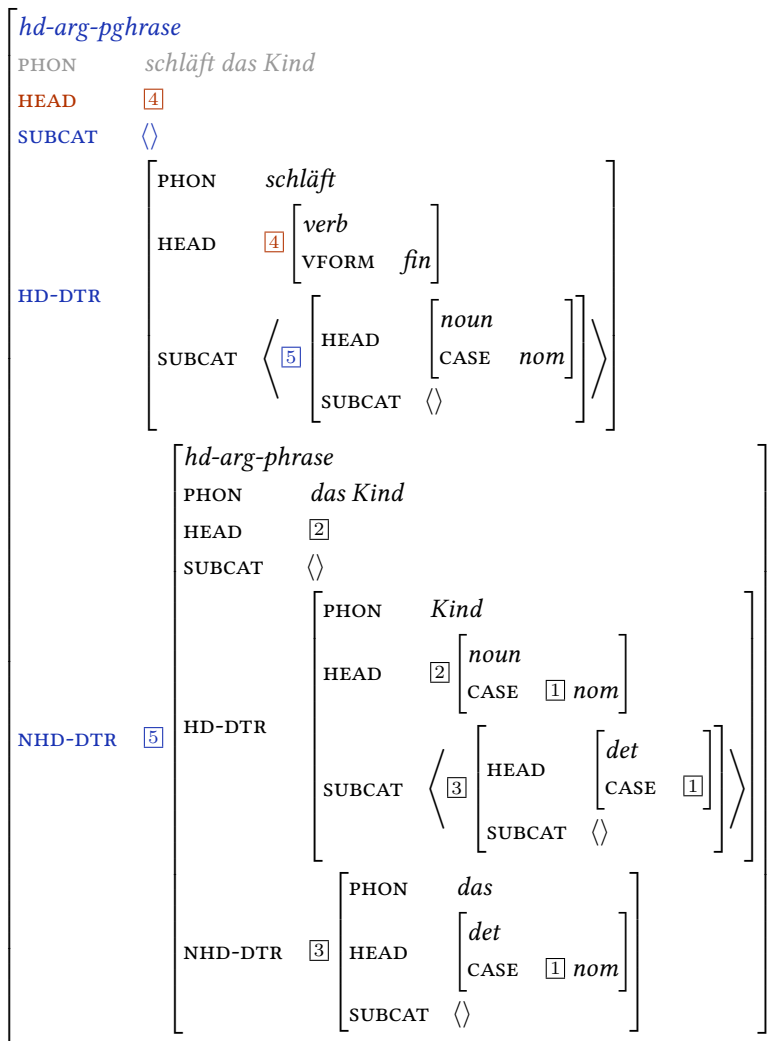 hd-arg-pghrase
PHON schläft das Kind
HEAD 4
SUBCAT ⟨⟩
PHON schläft
verb
HEAD 4
VFORM fin
HD-DTR
noun
HEAD
CASE nom
SUBCAT ⟨ 5 ⟩
SUBCAT ⟨⟩
hd-arg-phrase
PHON das Kind
HEAD 2
SUBCAT ⟨⟩
PHON Kind
noun
HEAD 2
CASE 1 nom
NHD-DTR 5 HD-DTR
det
HEAD
CASE 1
SUBCAT ⟨ 3 ⟩
SUBCAT ⟨⟩
PHON das
det
NHD-DTR 3 HEAD
CASE 1 nom
SUBCAT ⟨⟩